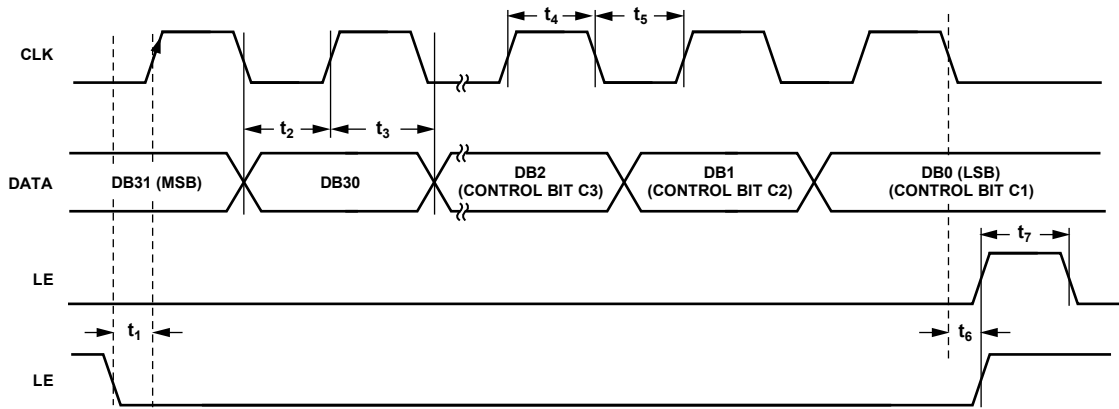 t₄
t₅
CLK
t₂
t₃
DATA
DB31 (MSB)
DB30
DB2
(CONTROL BIT C3)
DB1
(CONTROL BIT C2)
DB0 (LSB)
(CONTROL BIT C1)
t₇
LE
t₁
t₆
LE